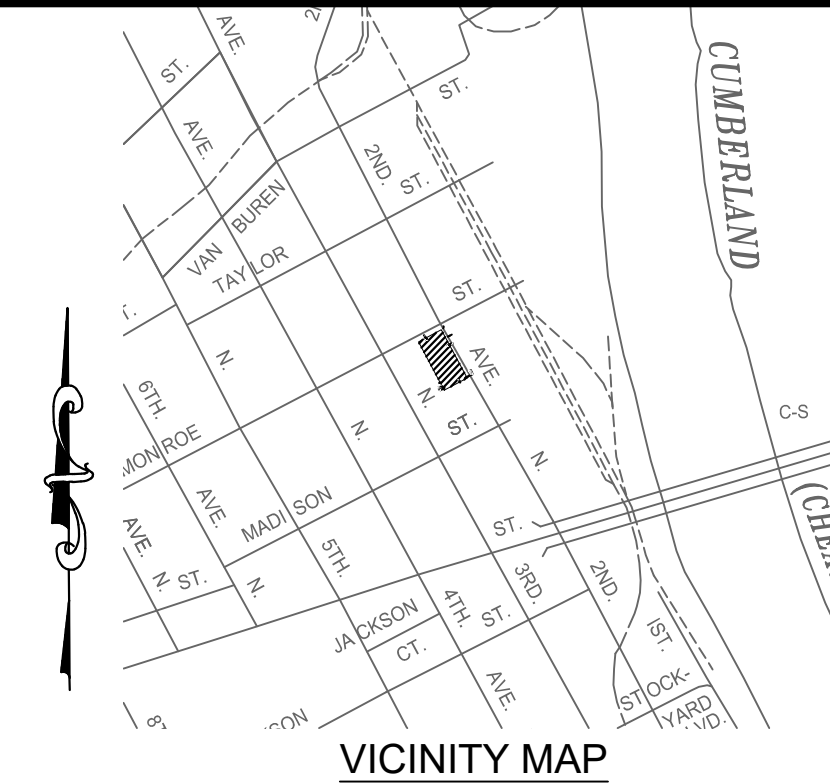 AVE.
ST.
AVE.
2ND.
ST.
ST.
CUMBERLAND
VAN BUREN
TAYLOR
ST.
AVE.
N.
6TH.
N.
N.
ST.
MONROE
AVE.
MADISON
N.
C-S
ST.
AVE.
N.
ST.
N.
5TH.
3RD.
2ND.
4TH.
JACKSON
ST.
CT.
IST.
AVE.
STOCK-
YARD
VICINITY MAP